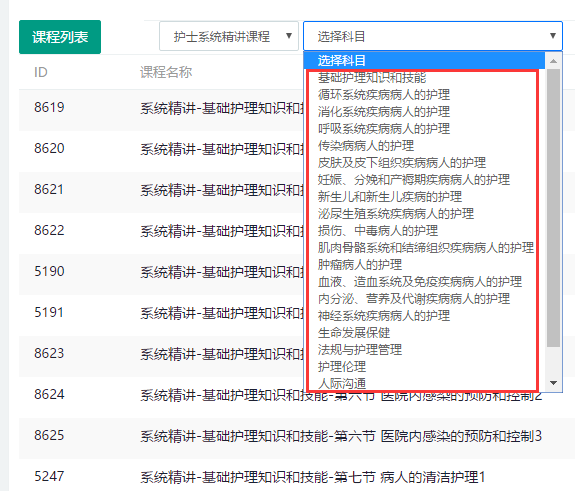 课程列表
护士系统精讲课程
选择科目
选择科目
基础护理知识和技能
循环系统疾病病人的护理
消化系统疾病病人的护理
呼吸系统疾病病人的护理
传染病病人的护理
皮肤及皮下组织疾病病人的护理
妊娠、分娩和产褥期疾病病人的护理
新生儿和新生儿疾病的护理
泌尿生殖系统疾病病人的护理
损伤、中毒病人的护理
肌肉骨骼系统和结缔组织疾病病人的护理
肿瘤病人的护理
血液、造血系统及免疫疾病病人的护理
内分泌、营养及代谢疾病病人的护理
神经系统疾病病人的护理
生命发展保健
法规与护理管理
护理伦理
人际沟通
ID 课程名称
8619 系统精讲-基础护理知识和技
8620 系统精讲-基础护理知识和技
8621 系统精讲-基础护理知识和技
8622 系统精讲-基础护理知识和技
5190 系统精讲-基础护理知识和技
5191 系统精讲-基础护理知识和技
8623 系统精讲-基础护理知识和技
8624 系统精讲-基础护理知识和技能-第六节 医院内感染的预防和控制2
8625 系统精讲-基础护理知识和技能-第六节 医院内感染的预防和控制3
5247 系统精讲-基础护理知识和技能-第七节 病人的清洁护理1